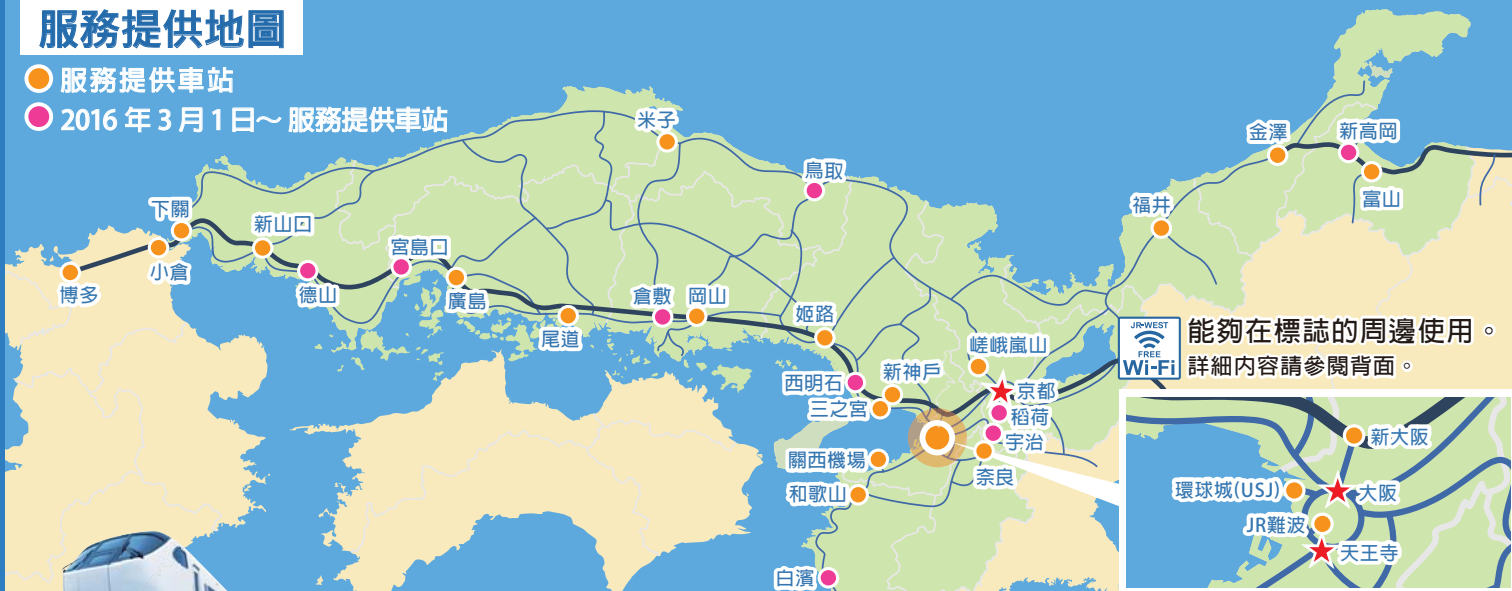 服務提供地圖
服務提供車站
2016 年 3 月 1 日～ 服務提供車站
米子
鳥取
金澤
新高岡
富山
福井
下關
新山口
宮島口
小倉
博多
德山
廣島
尾道
倉敷
岡山
姬路
嵯峨嵐山
新神戶
西明石
三之宮
京都
稻荷
宇治
奈良
關西機場
和歌山
白濱
JR-WEST
FREE
Wi-Fi
能夠在標誌的周邊使用。
詳細内容請參閱背面。
新大阪
環球城(USJ)
大阪
JR難波
天王寺